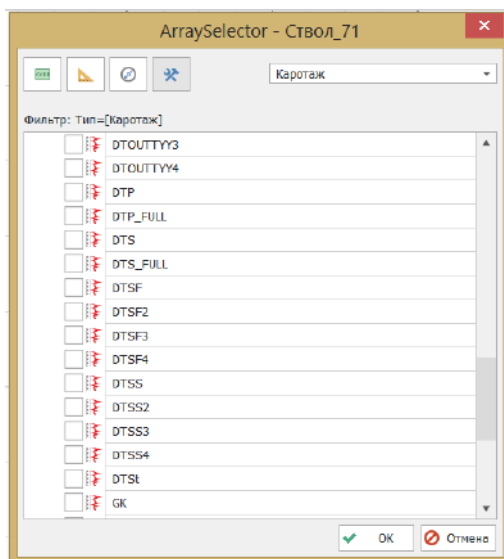 ArraySelector - Ствол_71
Каротаж
Фильтр: Тип=[Каротаж]
DTOUTTYY3
DTOUTTYY4
DTP
DTP_FULL
DTS
DTS_FULL
DTSF
DTSF2
DTSF3
DTSF4
DTSS
DTSS2
DTSS3
DTSS4
DTSt
GK
OK
Отмена